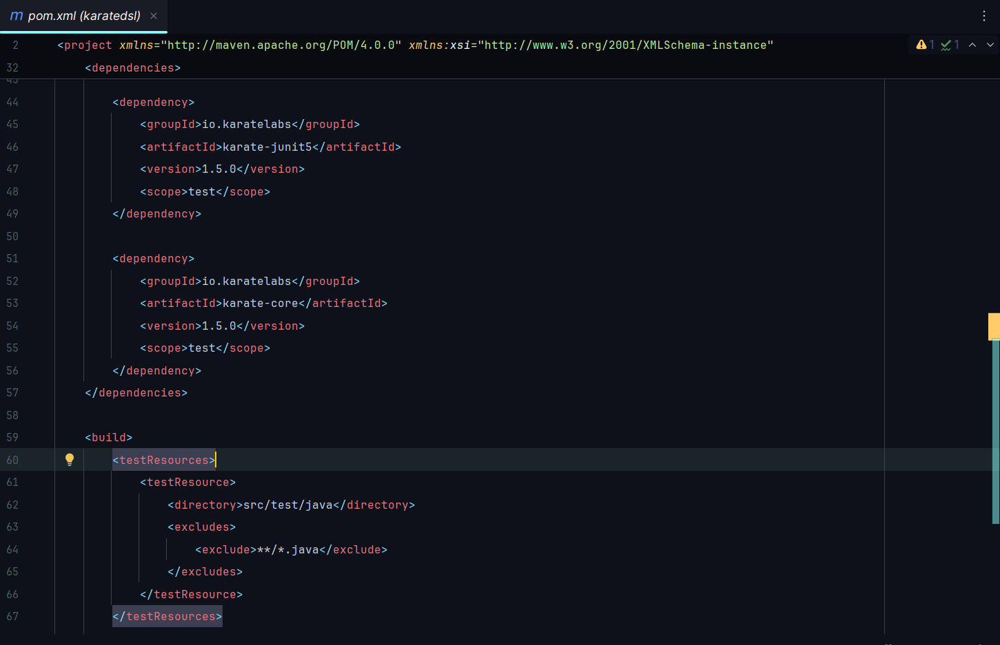 m pom.xml (karatedsl)
2 <project xmlns="http://maven.apache.org/POM/4.0.0" xmlns:xsi="http://www.w3.org/2001/XMLSchema-instance" 1 1
32 <dependencies>
44 <dependency>
45 <groupId>io.karatelabs</groupId>
46 <artifactId>karate-junit5</artifactId>
47 <version>1.5.0</version>
48 <scope>test</scope>
49 </dependency>
50
51 <dependency>
52 <groupId>io.karatelabs</groupId>
53 <artifactId>karate-core</artifactId>
54 <version>1.5.0</version>
55 <scope>test</scope>
56 </dependency>
57 </dependencies>
58
59 <build>
60 <testResources>
61 <testResource>
62 <directory>src/test/java</directory>
63 <excludes>
64 <exclude>**/*.java</exclude>
65 </excludes>
66 </testResource>
67 </testResources>